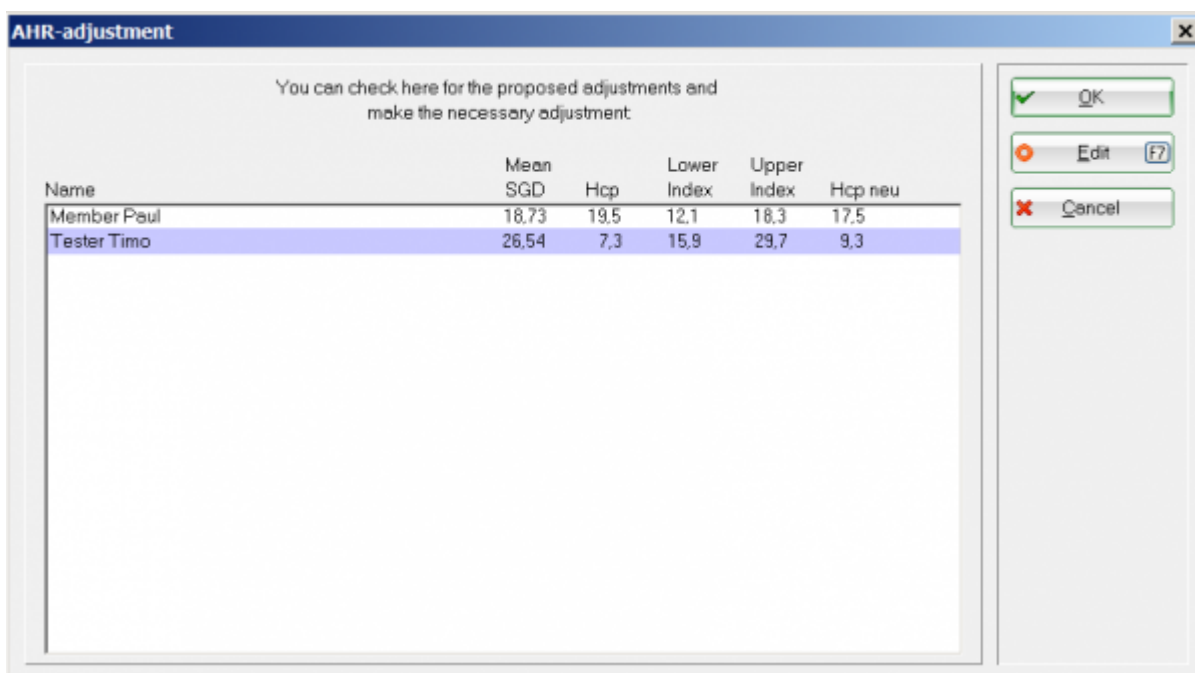 AHR-adjustment
You can check here for the proposed adjustments and
make the necessary adjustment
Mean Lower Upper
Name SGD Hcp Index Index Hcp neu
Member Paul 18,73 19,5 12,1 18,3 17,5
Tester Timo 26,54 7,3 15,9 29,7 9,3
OK
Edit F7
Cancel